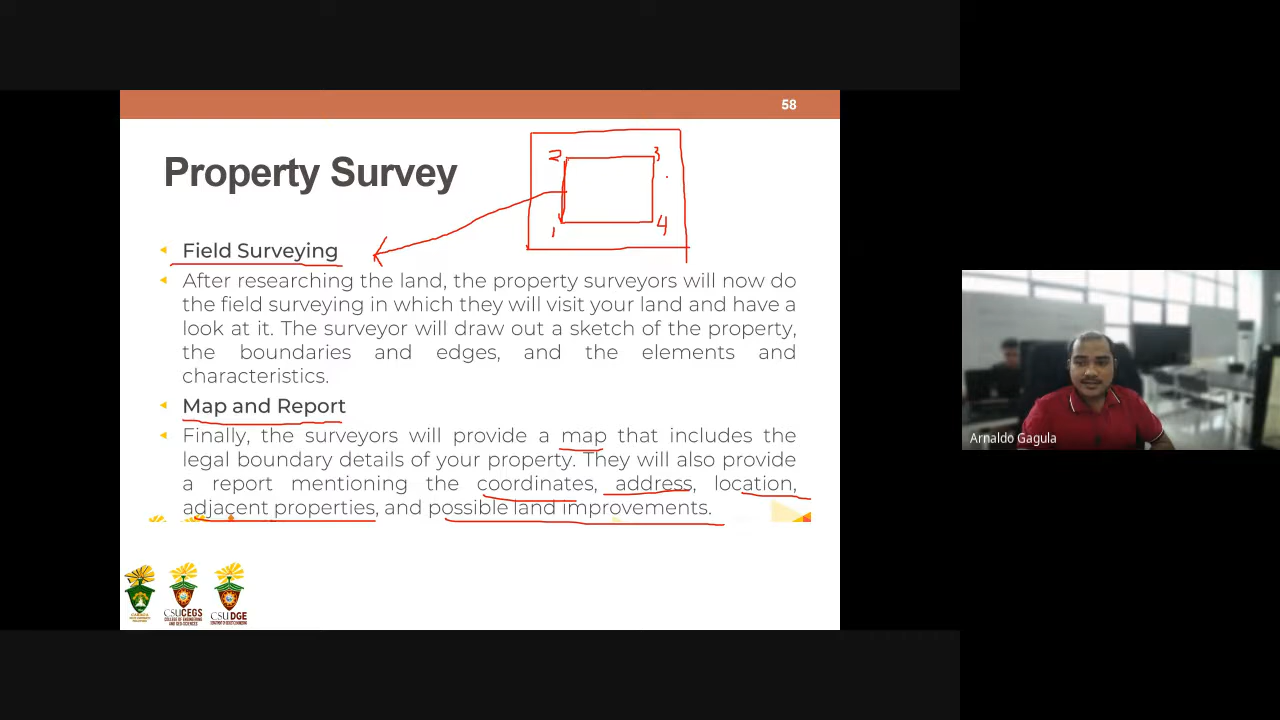 58
Property Survey
2
3
1
4
Field Surveying
After researching the land, the property surveyors will now do
the field surveying in which they will visit your land and have a
look at it. The surveyor will draw out a sketch of the property,
the boundaries and edges, and the elements and
characteristics.
Map and Report
Finally, the surveyors will provide a map that includes the
legal boundary details of your property. They will also provide
a report mentioning the coordinates, address, location,
adjacent properties, and possible land improvements.
Arnaldo Gagula
CSUCEGS
CSU DGE